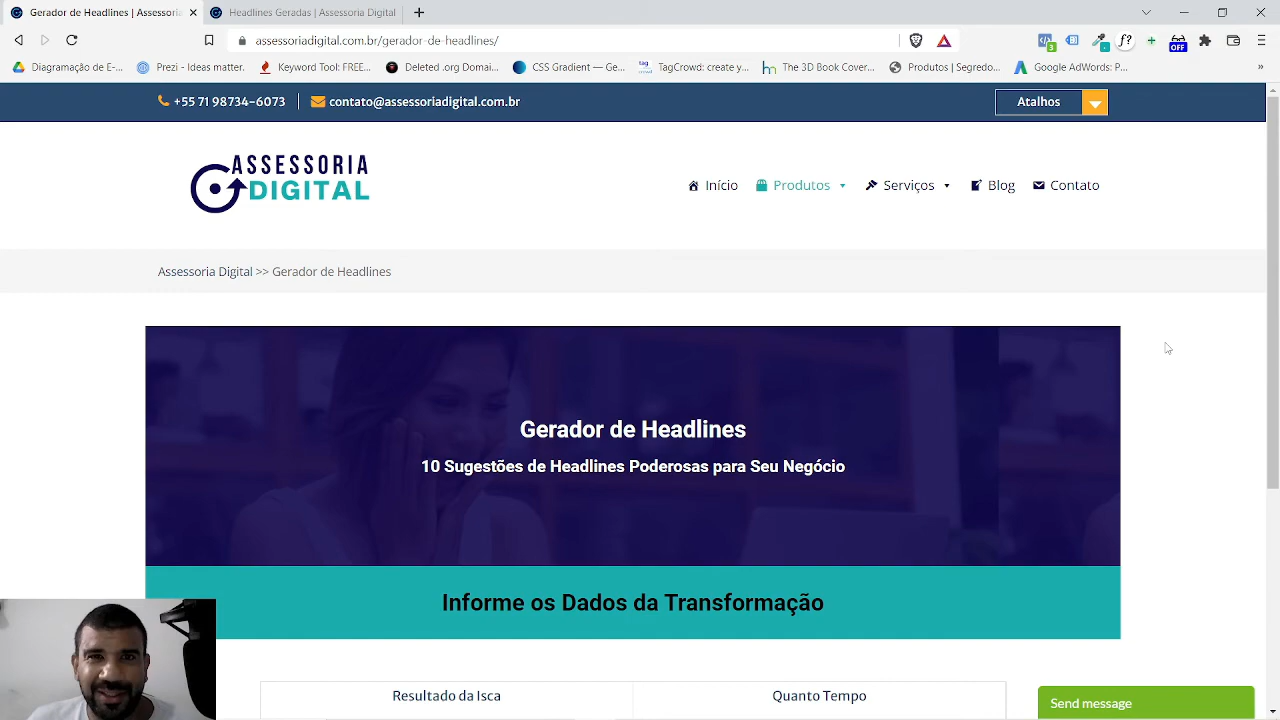 Gerador de Headlines | Assessoria
Headlines Geradas | Assessoria Digital
assessoriadigital.com.br/gerador-de-headlines/
3
f?
OFF
Diagramação de E-...
Prezi - Ideas matter.
Keyword Tool: FREE...
Deleted .org Domai...
CSS Gradient — Ge...
TagCrowd: create y...
The 3D Book Cover...
Produtos | Segredo...
Google AdWords: P...
»
+55 71 98734-6073
contato@assessoriadigital.com.br
Atalhos
ASSESSORIA
DIGITAL
Início
Produtos
Serviços
Blog
Contato
Assessoria Digital >> Gerador de Headlines
Gerador de Headlines
10 Sugestões de Headlines Poderosas para Seu Negócio
Informe os Dados da Transformação
Resultado da Isca
Quanto Tempo
Send message